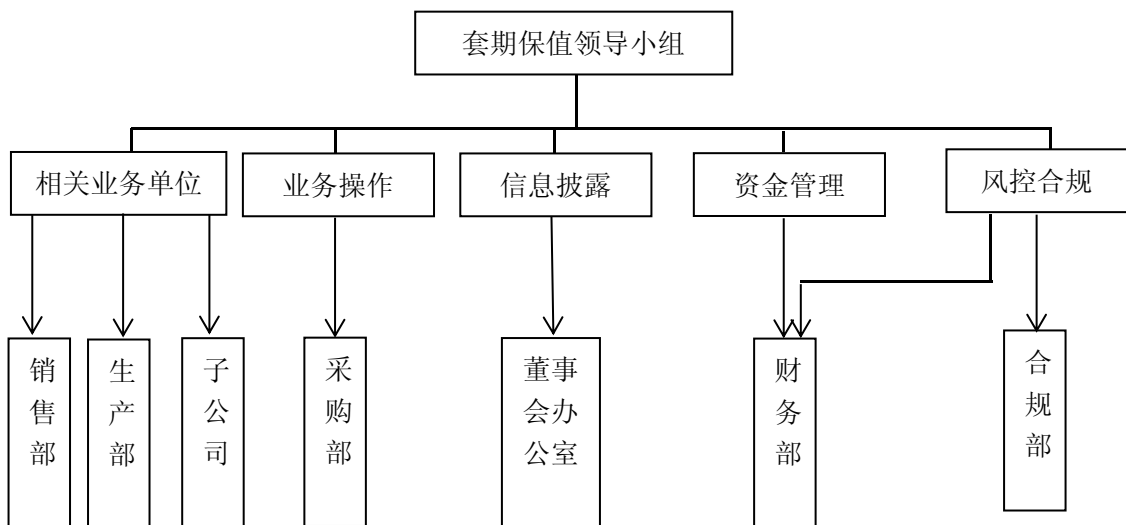 套期保值领导小组
相关业务单位
业务操作
信息披露
资金管理
风控合规
销售部
生产部
子公司
采购部
董事
会办
公室
财务部
合规部